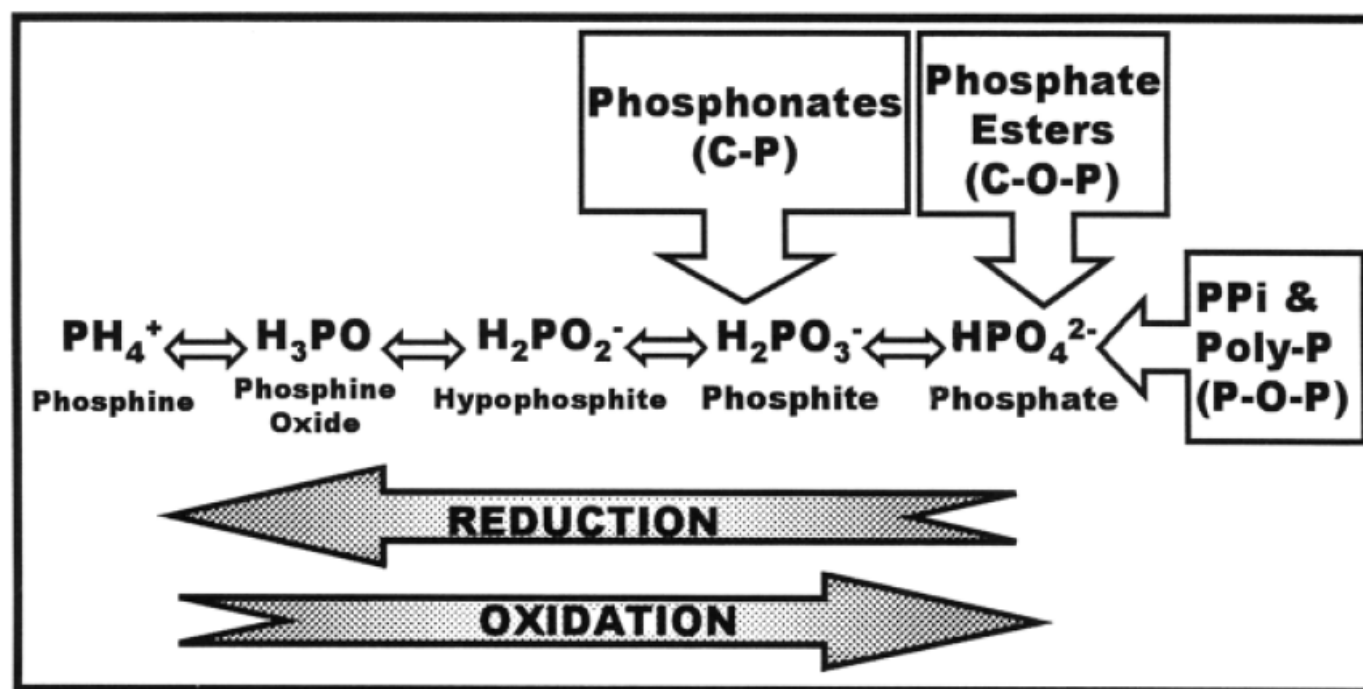 Phosphonates
(C-P)
Phosphate
Esters
(C-O-P)
PPi &
Poly-P
(P-O-P)
PH₄⁺ ⇔ H₃PO ⇔ H₂PO₂⁻ ⇔ H₂PO₃⁻ ⇔ HPO₄²⁻
Phosphine Phosphine Oxide Hypophosphite Phosphite Phosphate
REDUCTION
OXIDATION